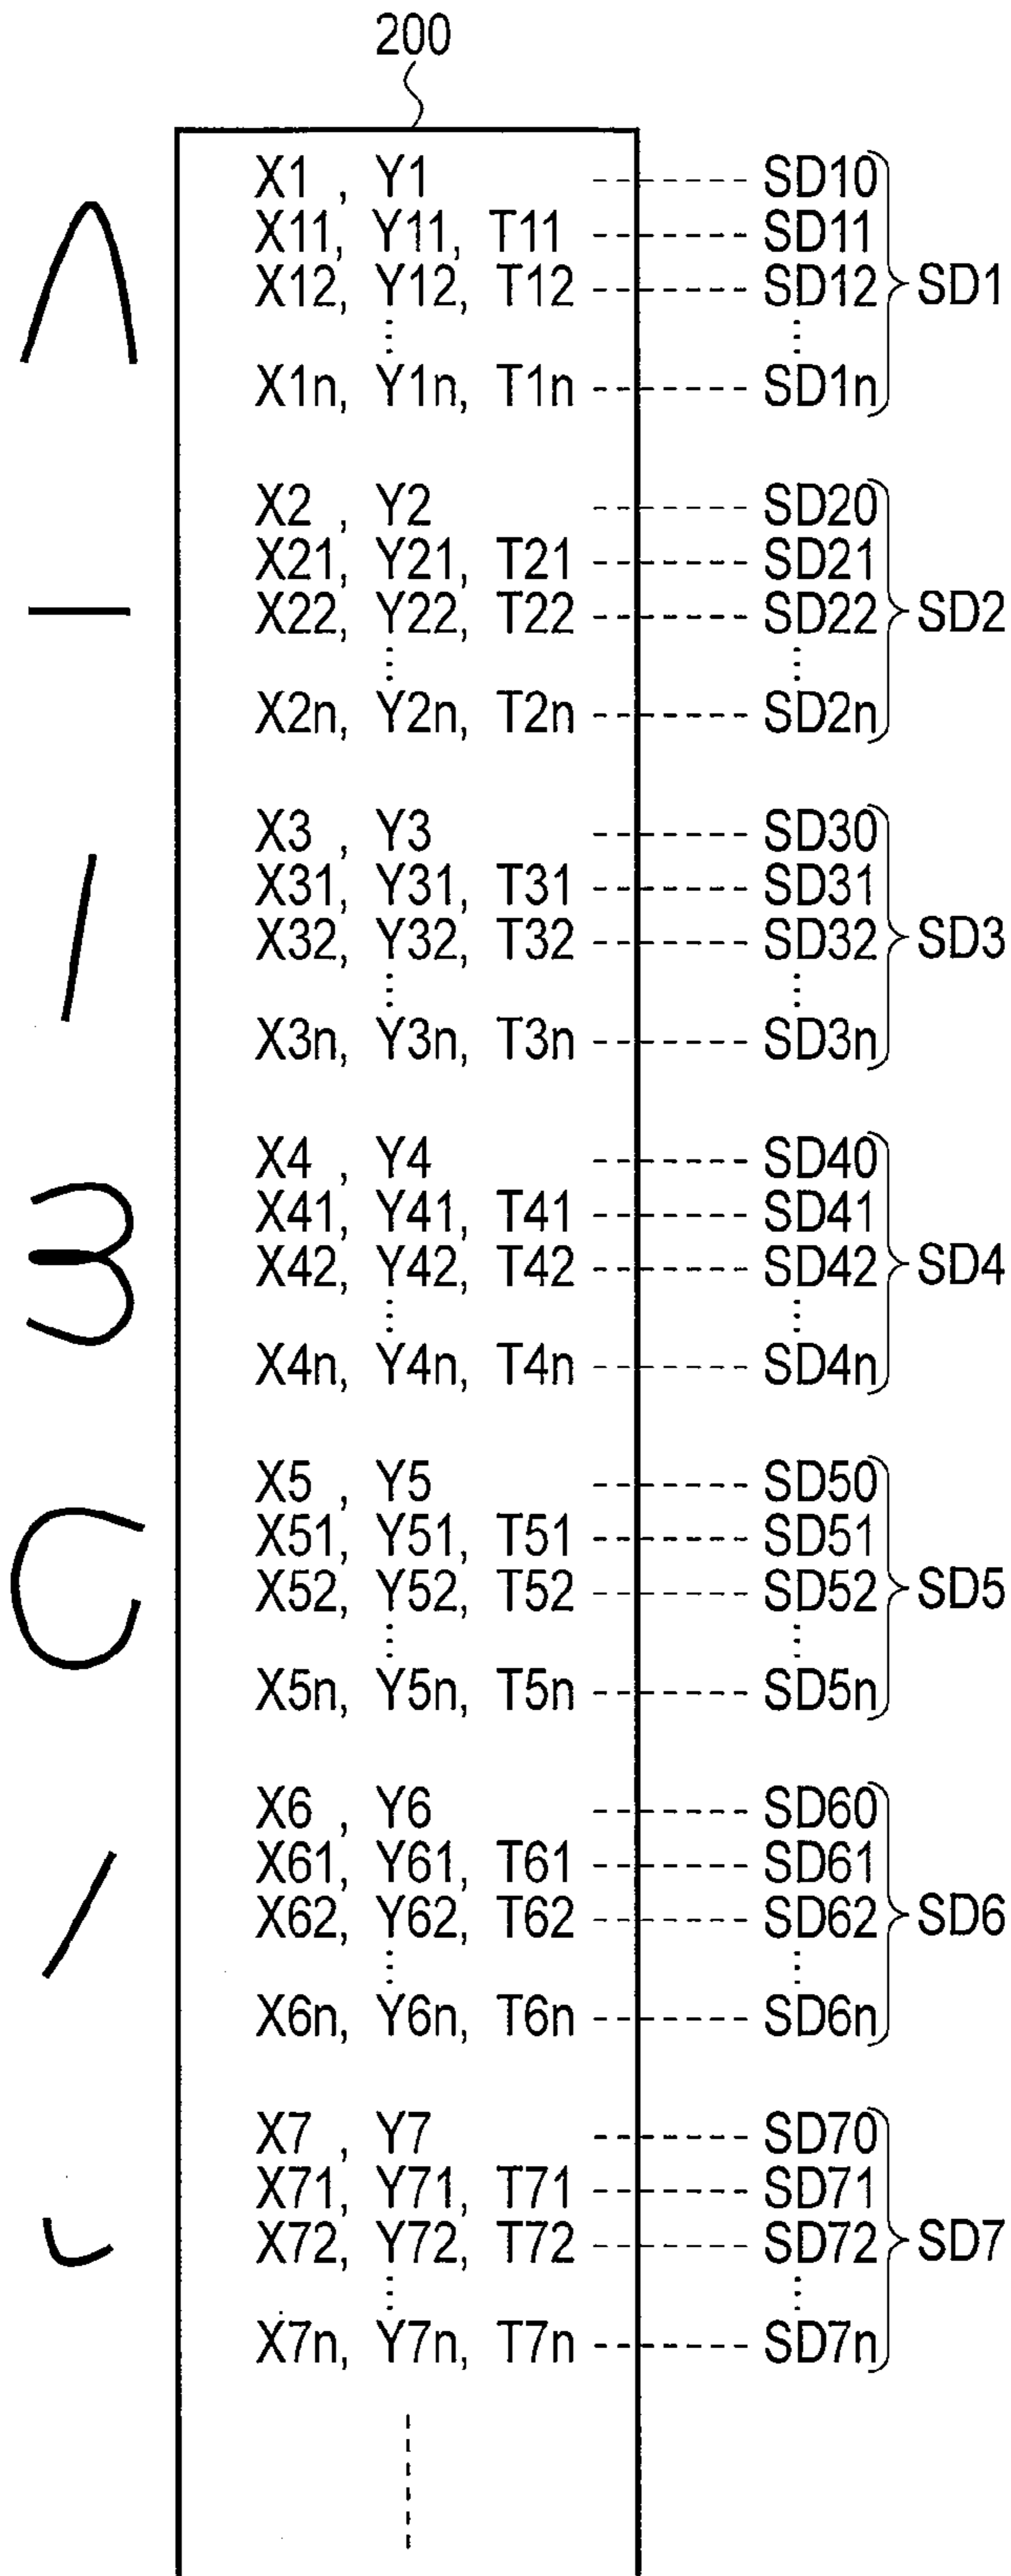 200
X1 , Y1 ------ SD10
X11, Y11, T11 ------ SD11
X12, Y12, T12 ------ SD12 SD1
X1n, Y1n, T1n ------ SD1n
X2 , Y2 ------ SD20
X21, Y21, T21 ------ SD21
X22, Y22, T22 ------ SD22 SD2
X2n, Y2n, T2n ------ SD2n
X3 , Y3 ------ SD30
X31, Y31, T31 ------ SD31
X32, Y32, T32 ------ SD32 SD3
X3n, Y3n, T3n ------ SD3n
X4 , Y4 ------ SD40
X41, Y41, T41 ------ SD41
X42, Y42, T42 ------ SD42 SD4
X4n, Y4n, T4n ------ SD4n
X5 , Y5 ------ SD50
X51, Y51, T51 ------ SD51
X52, Y52, T52 ------ SD52 SD5
X5n, Y5n, T5n ------ SD5n
X6 , Y6 ------ SD60
X61, Y61, T61 ------ SD61
X62, Y62, T62 ------ SD62 SD6
X6n, Y6n, T6n ------ SD6n
X7 , Y7 ------ SD70
X71, Y71, T71 ------ SD71
X72, Y72, T72 ------ SD72 SD7
X7n, Y7n, T7n ------ SD7n